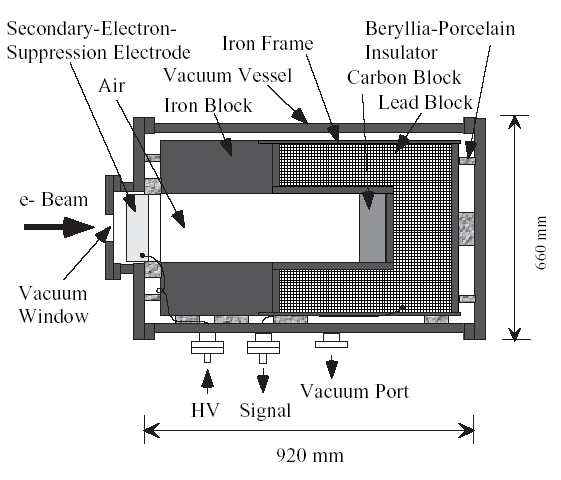 Secondary-Electron-
Suppression Electrode
Air
Iron Frame
Vacuum Vessel
Iron Block
Beryllia-Porcelain
Insulator
Carbon Block
Lead Block
e- Beam
660 mm
Vacuum
Window
HV
Signal
Vacuum Port
920 mm